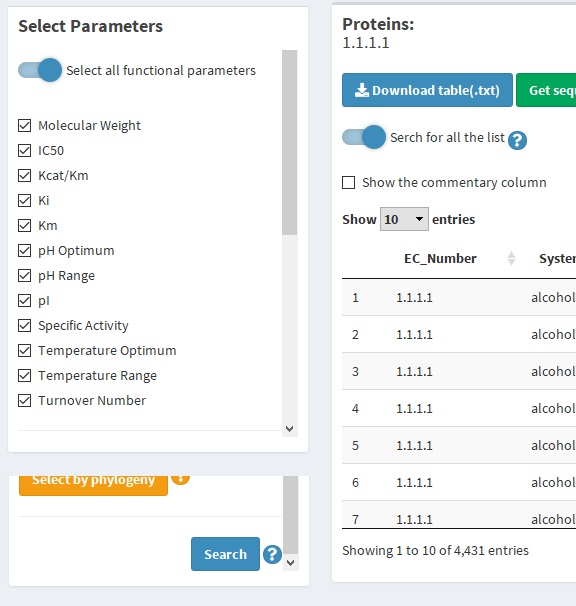 Select Parameters
Select all functional parameters
Molecular Weight
IC50
Kcat/Km
Ki
Km
pH Optimum
pH Range
pI
Specific Activity
Temperature Optimum
Temperature Range
Turnover Number
Select by phylogeny
Search ?
Proteins:
1.1.1.1
Download table(.txt) Get sequ
Serch for all the list ?
Show the commentary column
Show 10 entries
EC_Number System
1 1.1.1.1 alcohol
2 1.1.1.1 alcohol
3 1.1.1.1 alcohol
4 1.1.1.1 alcohol
5 1.1.1.1 alcohol
6 1.1.1.1 alcohol
7 1.1.1.1 alcohol
Showing 1 to 10 of 4,431 entries